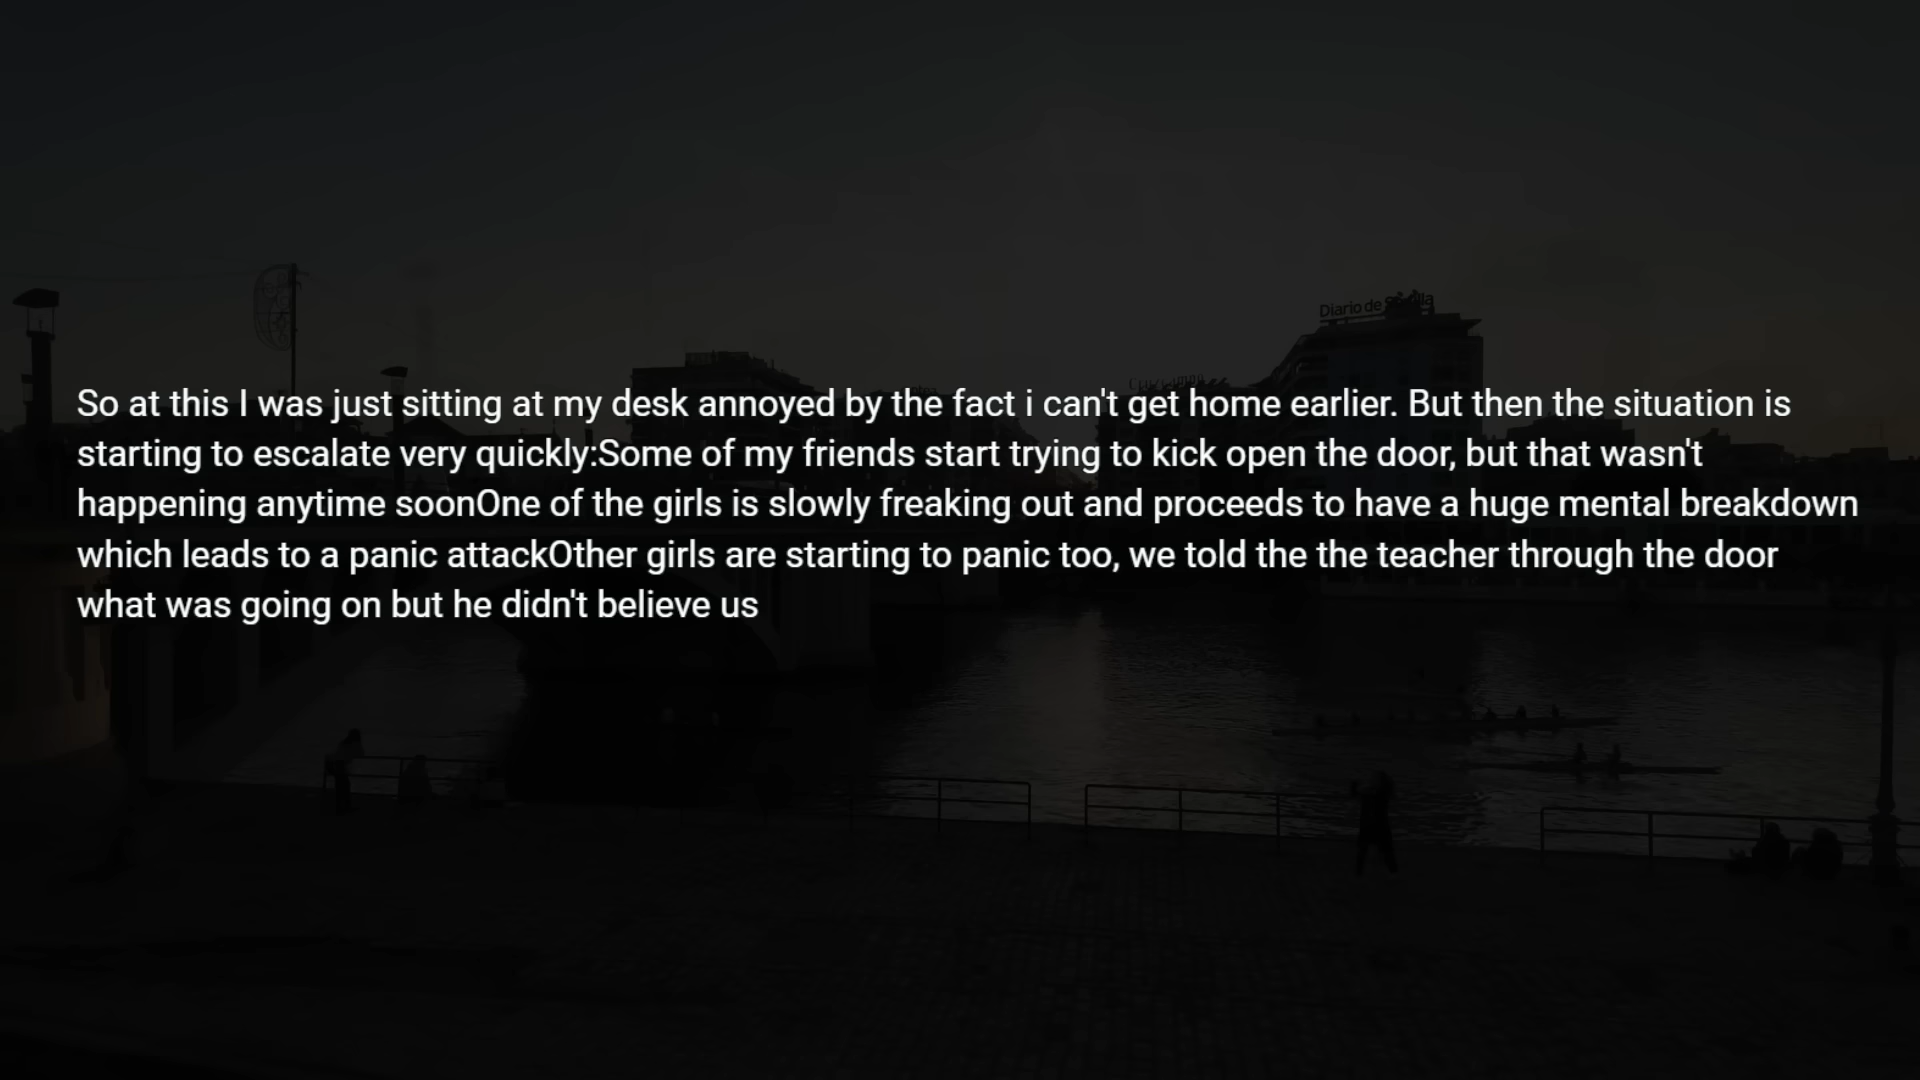 Diario de Sevilla
So at this I was just sitting at my desk annoyed by the fact i can't get home earlier. But then the situation is
starting to escalate very quickly:Some of my friends start trying to kick open the door, but that wasn't
happening anytime soonOne of the girls is slowly freaking out and proceeds to have a huge mental breakdown
which leads to a panic attackOther girls are starting to panic too, we told the the teacher through the door
what was going on but he didn't believe us